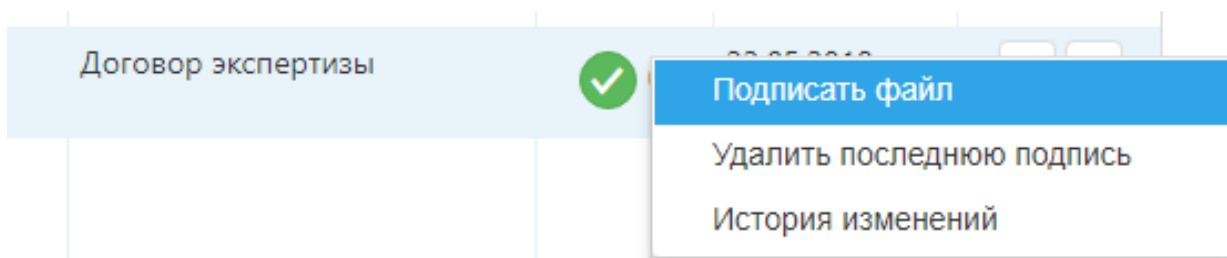 Договор экспертизы
Подписать файл
Удалить последнюю подпись
История изменений